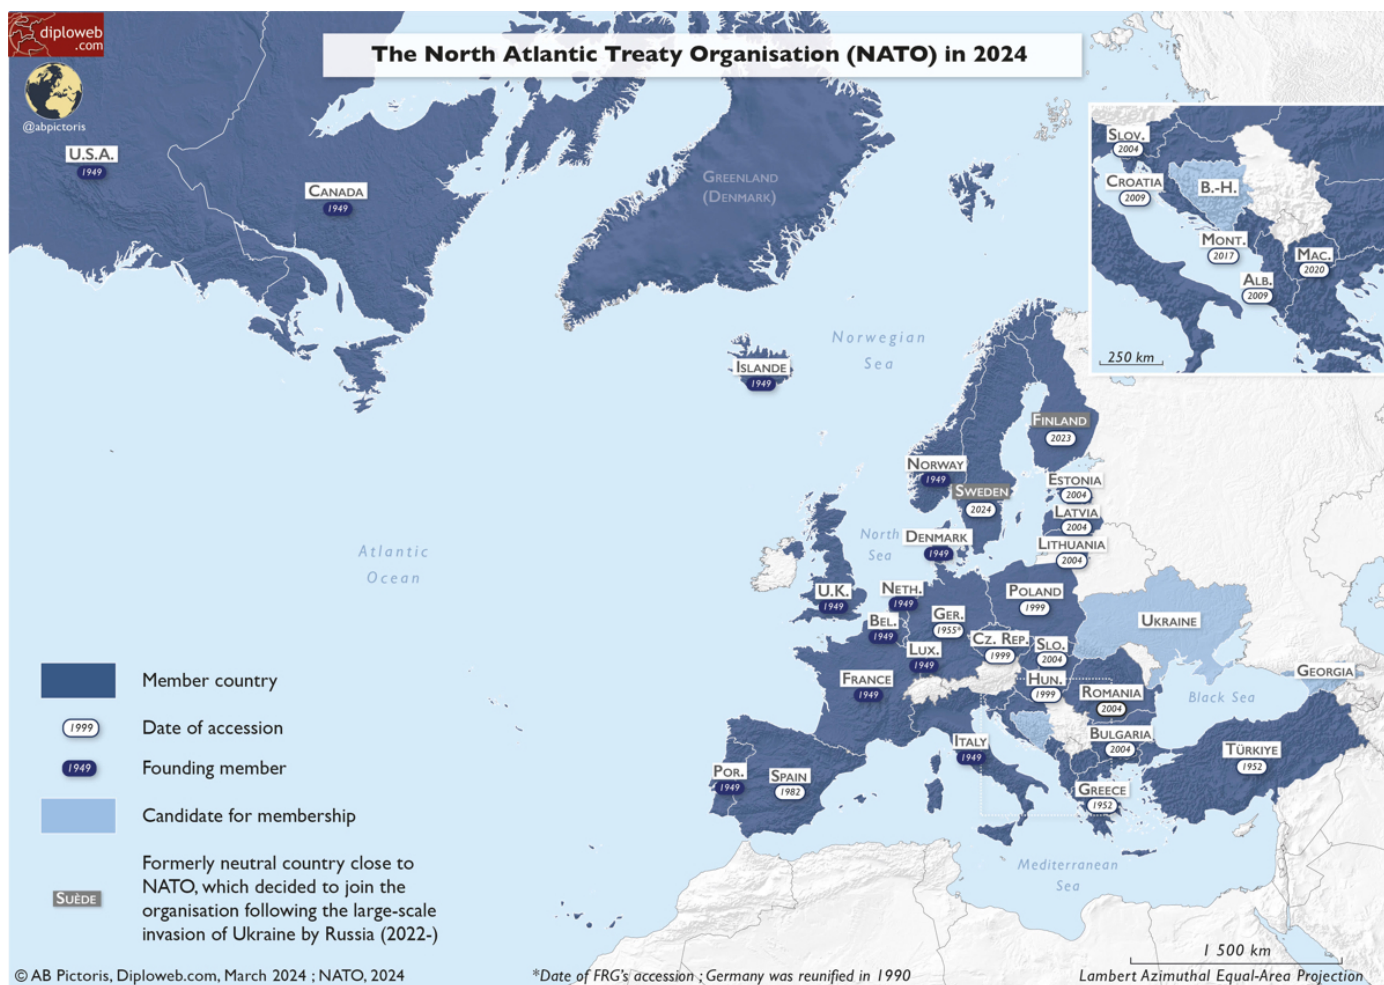 diploweb
.com
@abpictoris
The North Atlantic Treaty Organisation (NATO) in 2024
U.S.A.
1949
CANADA
1949
GREENLAND
(DENMARK)
SLOV.
2004
CROATIA
2009
B.-H.
MONT.
2017
MAC.
2020
ALB.
2009
250 km
Norwegian
Sea
ISLANDE
1949
FINLAND
2023
NORWAY
1949
SWEDEN
2024
ESTONIA
2004
LATVIA
2004
LITHUANIA
2004
North
Sea
DENMARK
1949
Atlantic
Ocean
U.K.
1949
NETH.
1949
BEL.
1949
GER.
1955*
POLAND
1999
LUX.
1949
CZ. REP.
1999
SLO.
2004
UKRAINE
FRANCE
1949
HUN.
1999
ROMANIA
2004
GEORGIA
Black Sea
ITALY
1949
BULGARIA
2004
TÜRKIYE
1952
POR.
1949
SPAIN
1982
GREECE
1952
Mediterranean
Sea
Member country
1999
Date of accession
1949
Founding member
Candidate for membership
SUÈDE
Formerly neutral country close to
NATO, which decided to join the
organisation following the large-scale
invasion of Ukraine by Russia (2022-)
1 500 km
© AB Pictoris, Diploweb.com, March 2024 ; NATO, 2024
*Date of FRG's accession ; Germany was reunified in 1990
Lambert Azimuthal Equal-Area Projection